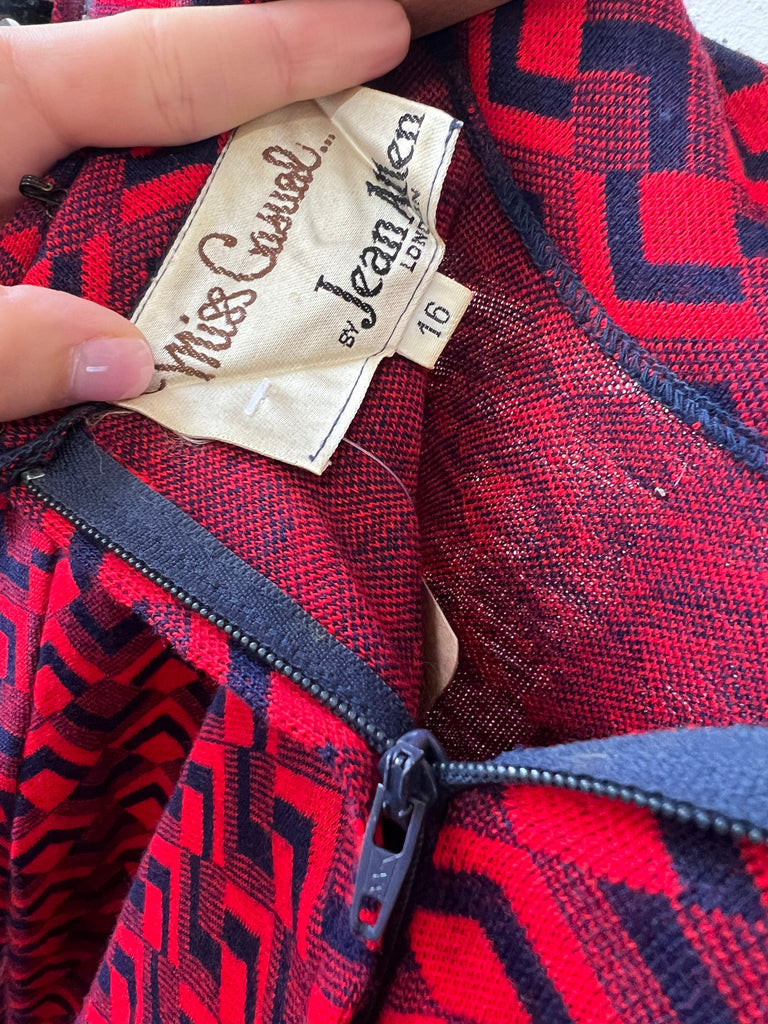 Miss Casual...
BY Jean Allen
LONDON
16